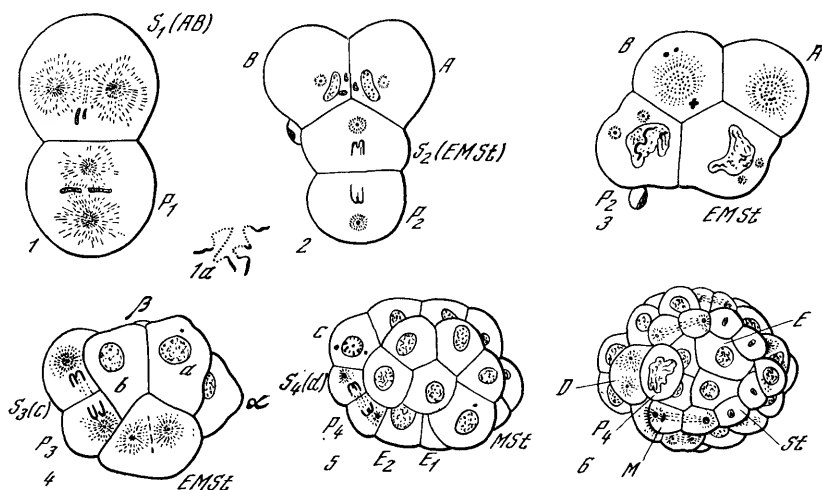 S₁(AB)
P₁
1
1a
B
A
S₂(EMSt)
P₂
2
B
A
P₂
3
EMSt
β
b
a
α
S₃(c)
P₃
4
EMSt
C
S₄(d)
P₄
5
E₂
E₁
MSt
E
D
P₄
6
M
St